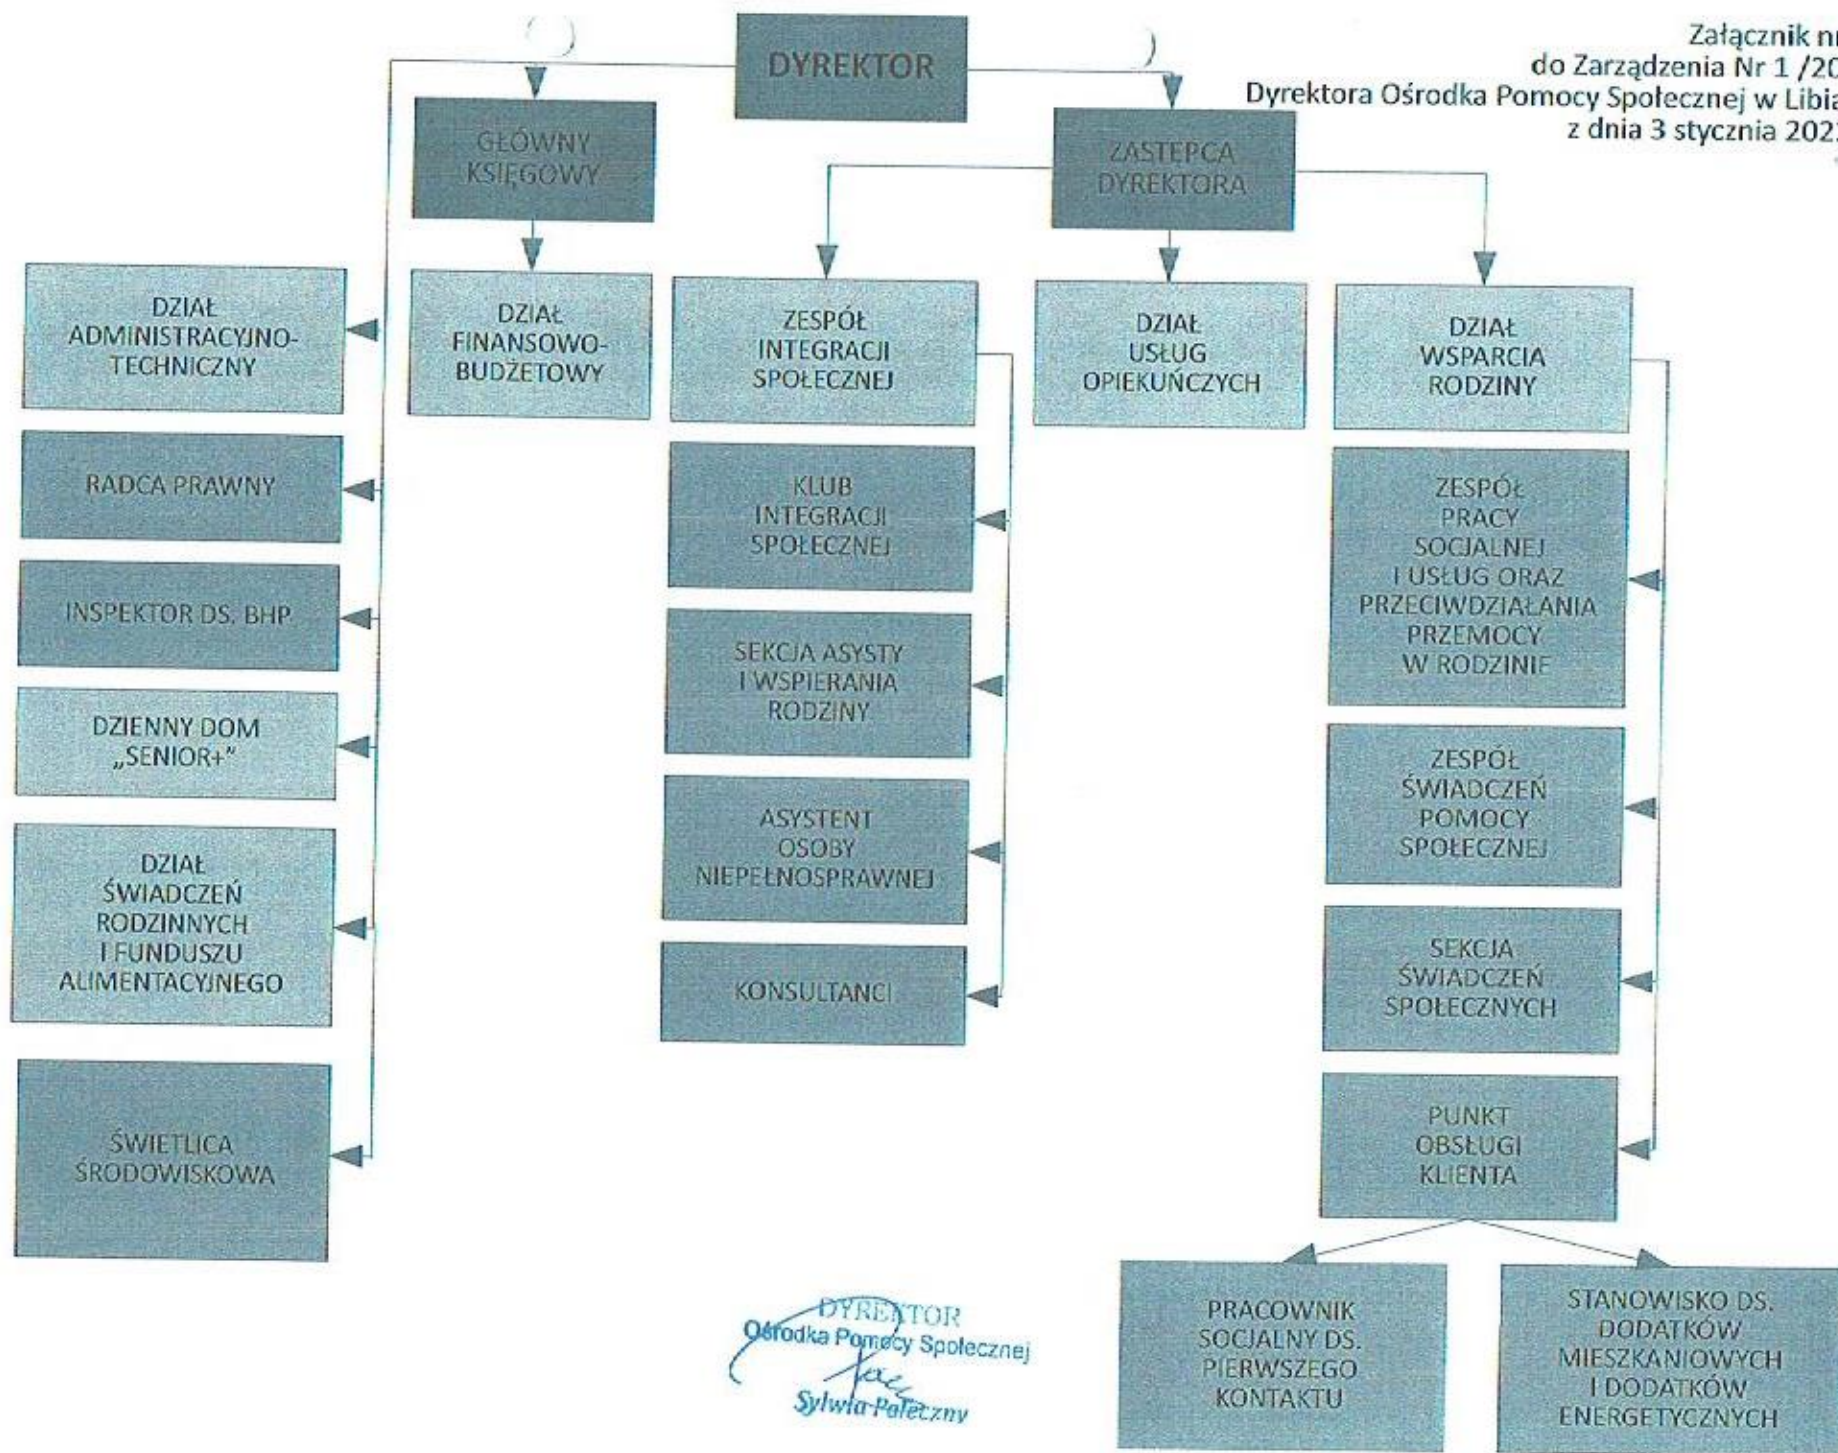 DYREKTOR
Załącznik nr
do Zarządzenia Nr 1 /20
Dyrektora Ośrodka Pomocy Społecznej w Libią
z dnia 3 stycznia 202
GŁÓWNY
KSIĘGOWY
ZASTĘPCA
DYREKTORA
DZIAŁ
ADMINISTRACYJNO-
TECHNICZNY
DZIAŁ
FINANSOWO-
BUDŻETOWY
ZESPÓŁ
INTEGRACJI
SPOŁECZNEJ
DZIAŁ
USŁUG
OPIEKUŃCZYCH
DZIAŁ
WSPARCIA
RODZINY
RADCA PRAWNY
INSPEKTOR DS. BHP
DZIENNY DOM
„SENIOR+”
DZIAŁ
ŚWIADCZEŃ
RODZINNYCH
I FUNDUSZU
ALIMENTACYJNEGO
ŚWIETLICA
ŚRODOWISKOWA
KLUB
INTEGRACJI
SPOŁECZNEJ
SEKCJA ASYSTY
I WSPIERANIA
RODZINY
ASYSTENT
OSOBY
NIEPEŁNOSPRAWNEJ
KONSULTANCI
ZESPÓŁ
PRACY
SOCJALNEJ
I USŁUG ORAZ
PRZECIWDZIAŁANIA
PRZEMOCY
W RODZINIE
ZESPÓŁ
ŚWIADCZEŃ
POMOCY
SPOŁECZNEJ
SEKCJA
ŚWIADCZEŃ
SPOŁECZNYCH
PUNKT
OBSŁUGI
KLIENTA
PRACOWNIK
SOCJALNY DS.
PIERWSZEGO
KONTAKTU
STANOWISKO DS.
DODATKÓW
MIESZKANIOWYCH
I DODATKÓW
ENERGETYCZNYCH
DYREKTOR
Ośrodka Pomocy Społecznej
Sylwia Pałeczny